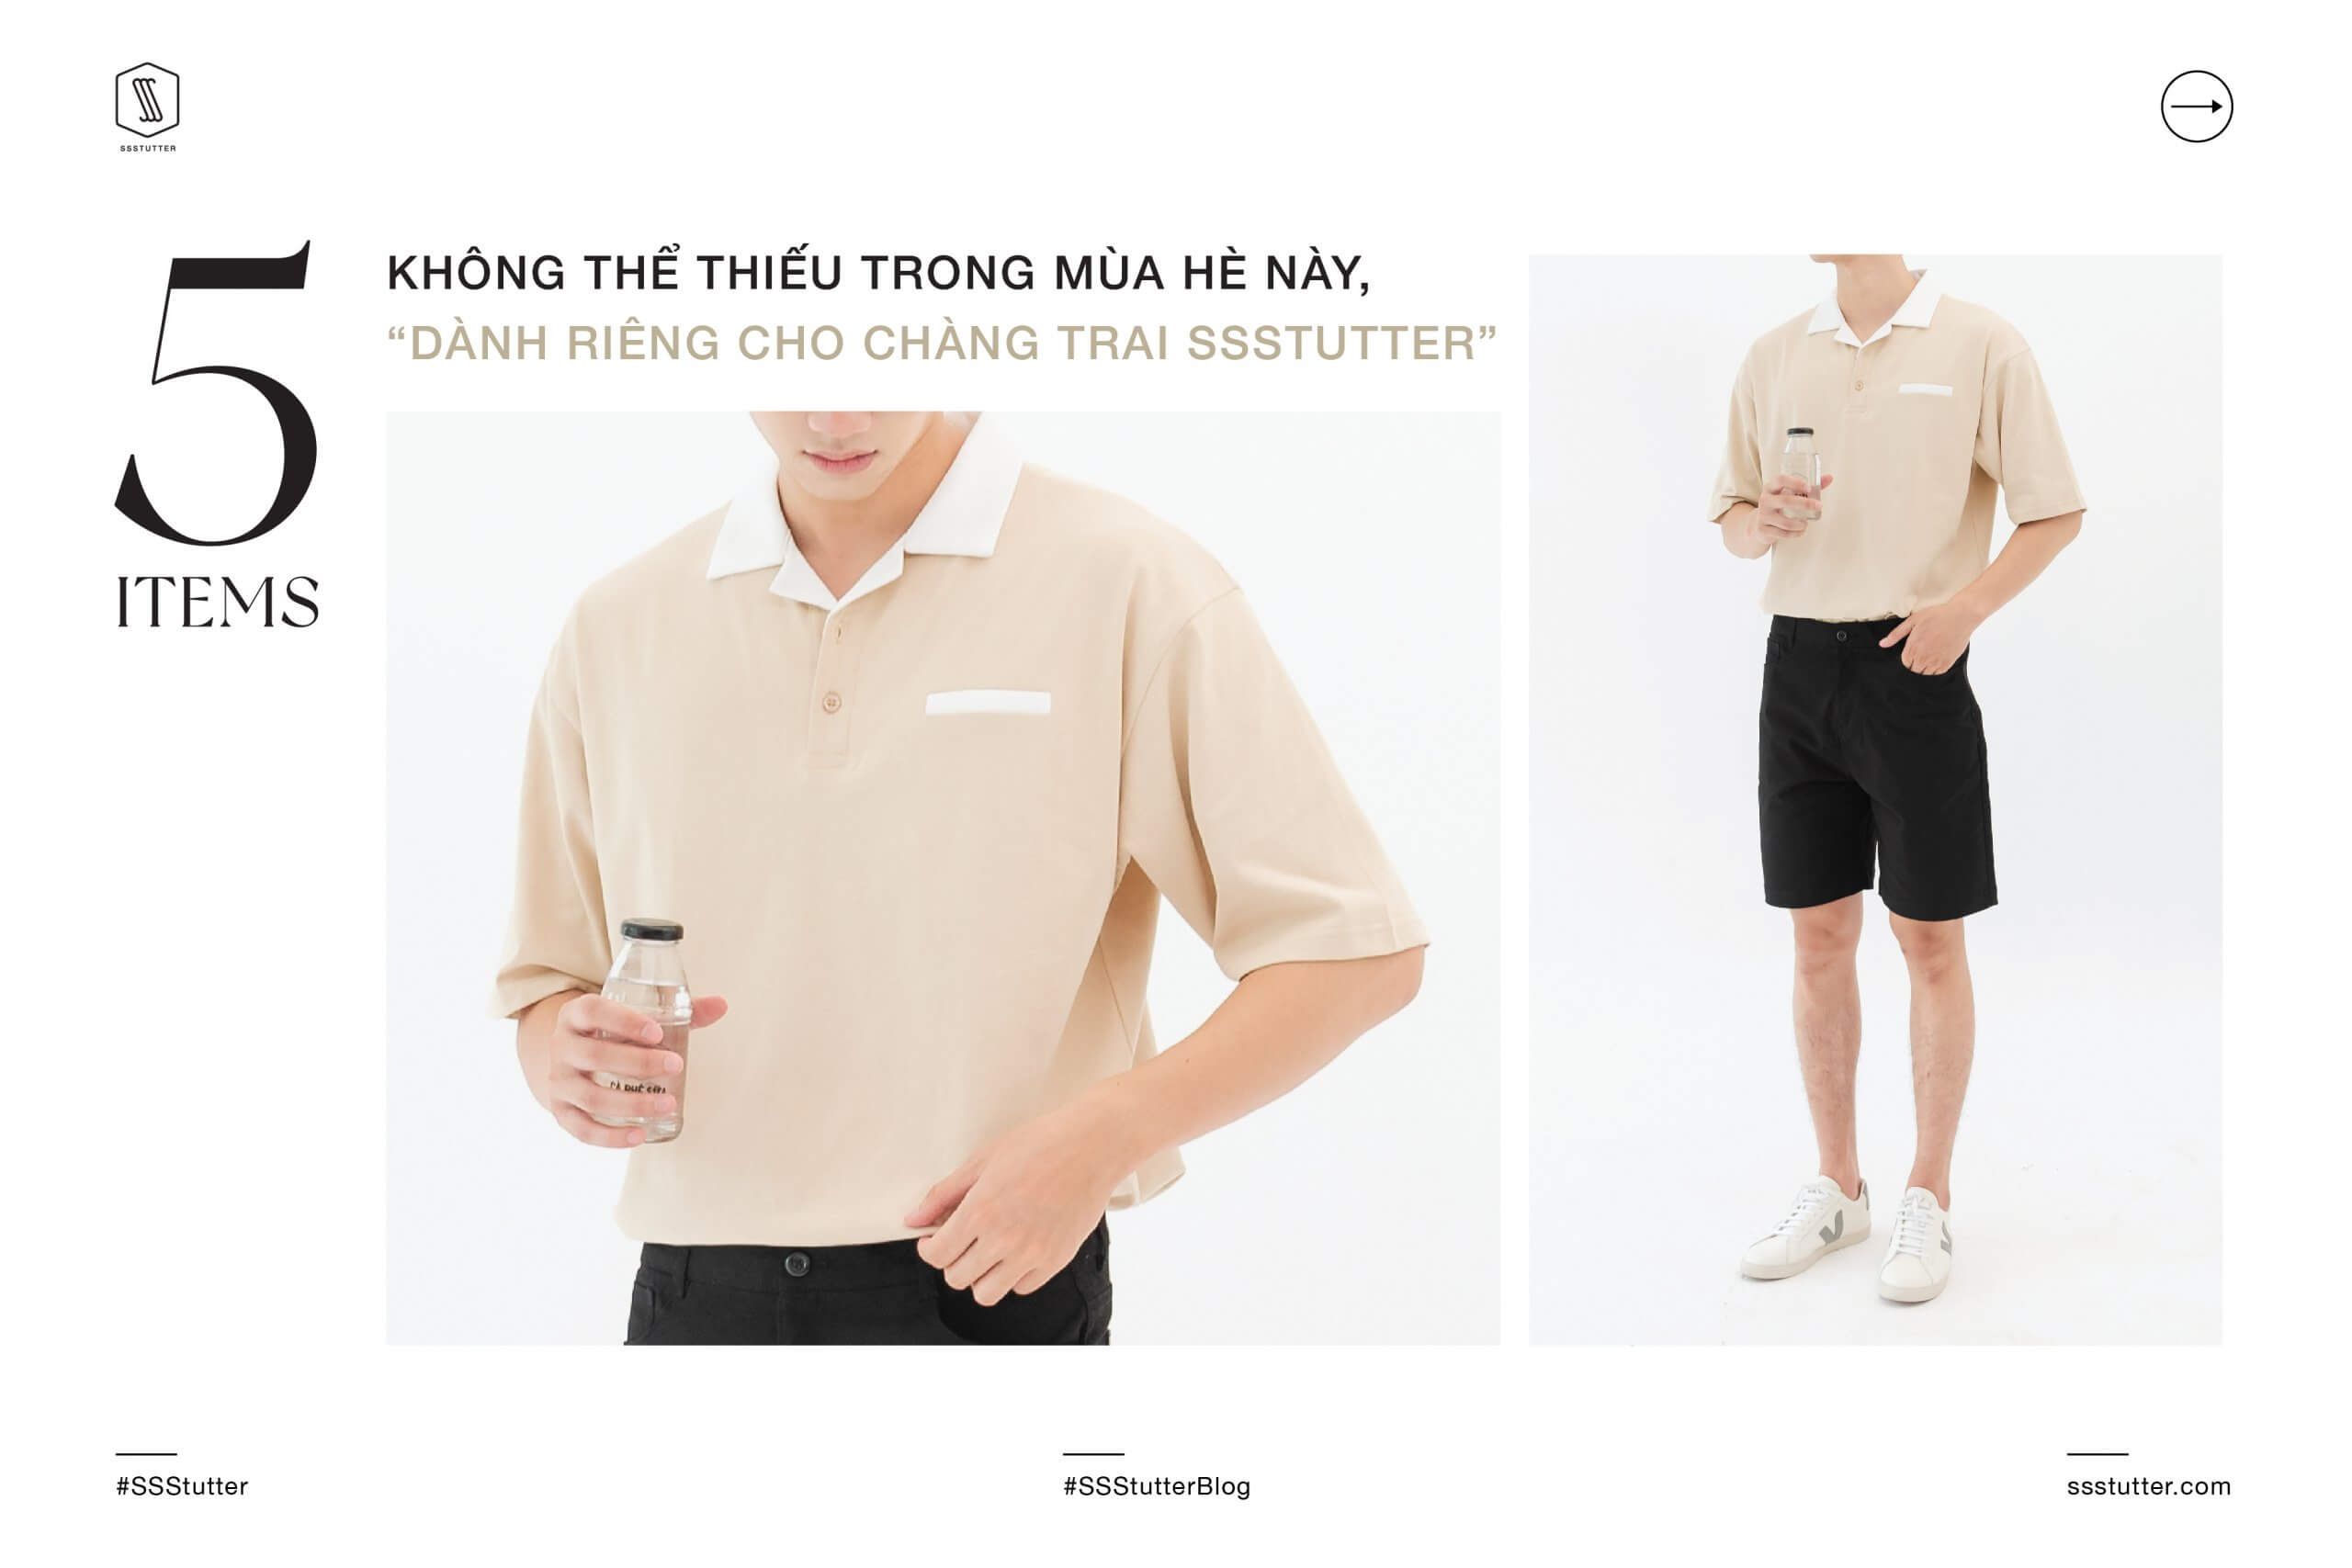 SSSTUTTER
5
ITEMS
KHÔNG THỂ THIẾU TRONG MÙA HÈ NÀY,
“DÀNH RIÊNG CHO CHÀNG TRAI SSSTUTTER”
#SSStutter
#SSStutterBlog
ssstutter.com